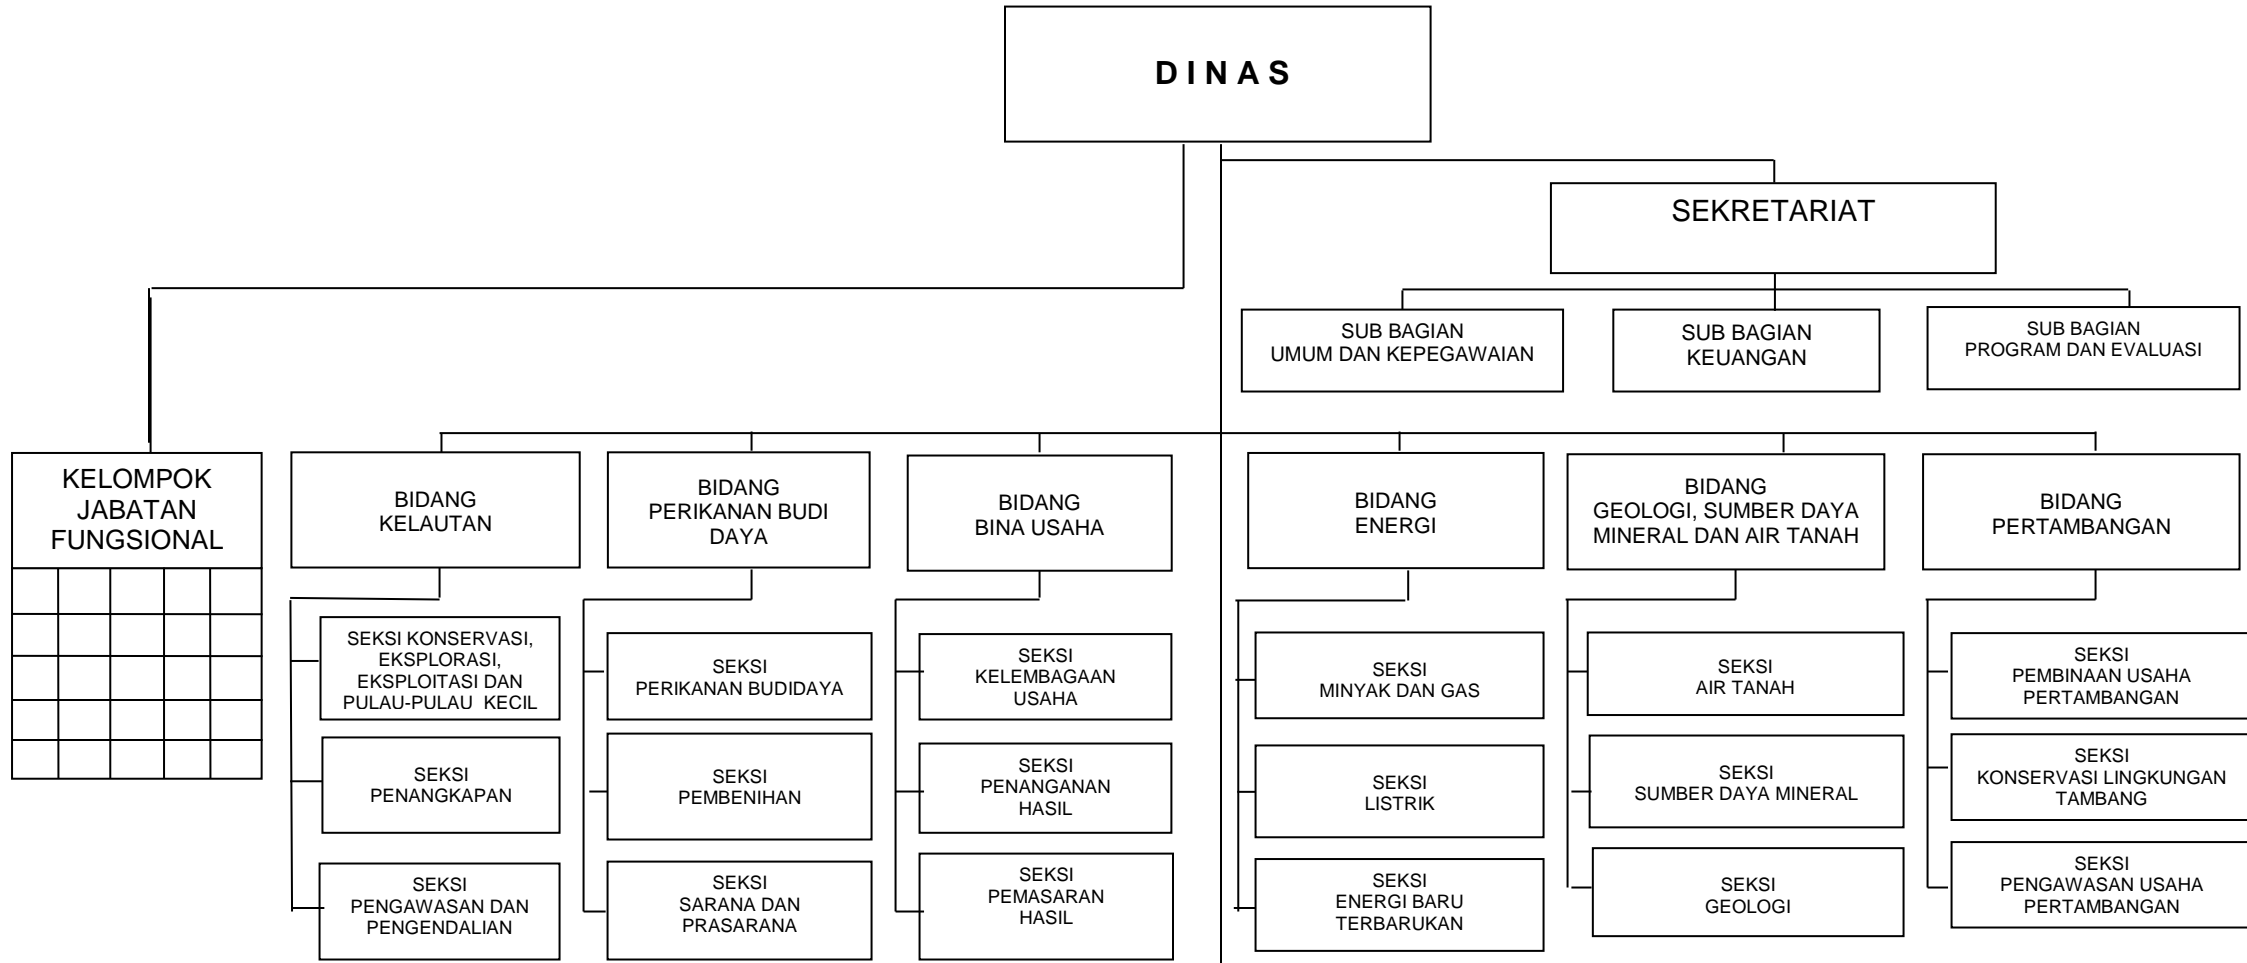 D I N A S
SEKRETARIAT
SUB BAGIAN
UMUM DAN KEPEGAWAIAN
SUB BAGIAN
KEUANGAN
SUB BAGIAN
PROGRAM DAN EVALUASI
KELOMPOK
JABATAN
FUNGSIONAL
BIDANG
KELAUTAN
BIDANG
PERIKANAN BUDI
DAYA
BIDANG
BINA USAHA
BIDANG
ENERGI
BIDANG
GEOLOGI, SUMBER DAYA
MINERAL DAN AIR TANAH
BIDANG
PERTAMBANGAN
SEKSI KONSERVASI,
EKSPLORASI,
EKSPLOITASI DAN
PULAU-PULAU KECIL
SEKSI
PERIKANAN BUDIDAYA
SEKSI
KELEMBAGAAN
USAHA
SEKSI
MINYAK DAN GAS
SEKSI
AIR TANAH
SEKSI
PEMBINAAN USAHA
PERTAMBANGAN
SEKSI
PENANGKAPAN
SEKSI
PEMBENIHAN
SEKSI
PENANGANAN
HASIL
SEKSI
LISTRIK
SEKSI
SUMBER DAYA MINERAL
SEKSI
KONSERVASI LINGKUNGAN
TAMBANG
SEKSI
PENGAWASAN DAN
PENGENDALIAN
SEKSI
SARANA DAN
PRASARANA
SEKSI
PEMASARAN
HASIL
SEKSI
ENERGI BARU
TERBARUKAN
SEKSI
GEOLOGI
SEKSI
PENGAWASAN USAHA
PERTAMBANGAN